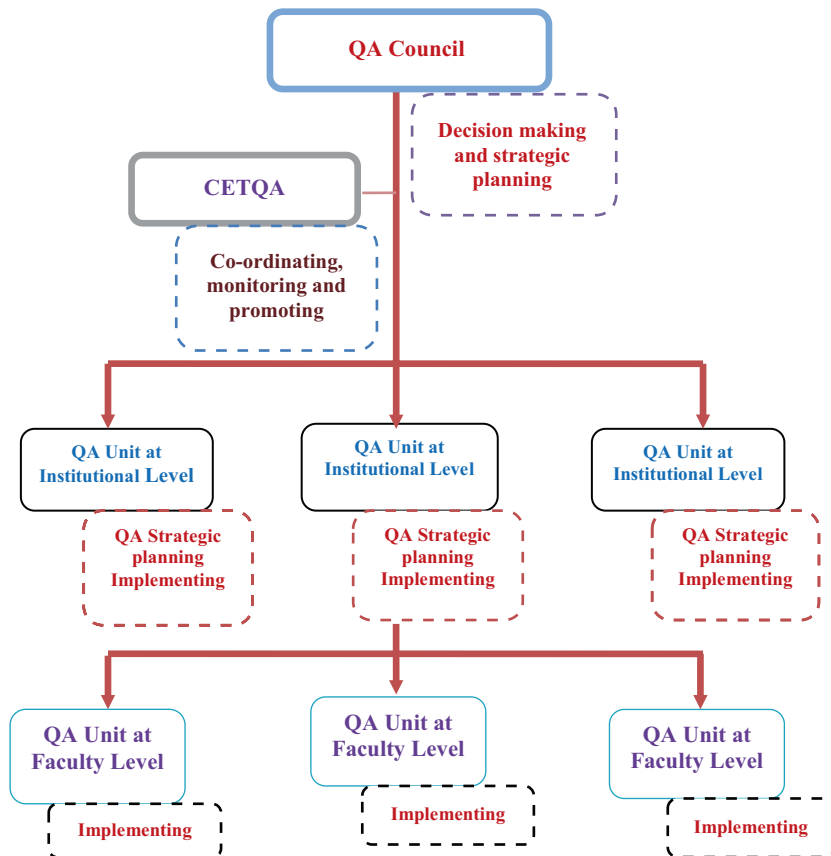 QA Council
Decision making
and strategic
planning
CETQA
Co-ordinating,
monitoring and
promoting
QA Unit at
Institutional Level
QA Unit at
Institutional Level
QA Unit at
Institutional Level
QA Strategic
planning
Implementing
QA Strategic
planning
Implementing
QA Strategic
planning
Implementing
QA Unit at
Faculty Level
QA Unit at
Faculty Level
QA Unit at
Faculty Level
Implementing
Implementing
Implementing